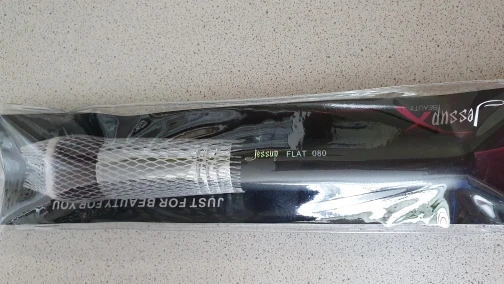 Jessup
BEAUTY
Jessup FLAT 080
JUST FOR BEAUTY FOR YOU